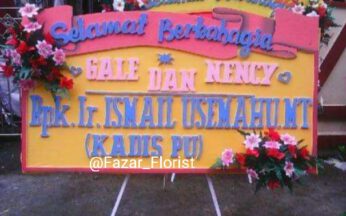 Selamat Berbahagia
GALE DAN NENCY
Bpk. Ir. ISMAIL USEMAHU. MT
(KADIS PU)
@Fazar_Florist